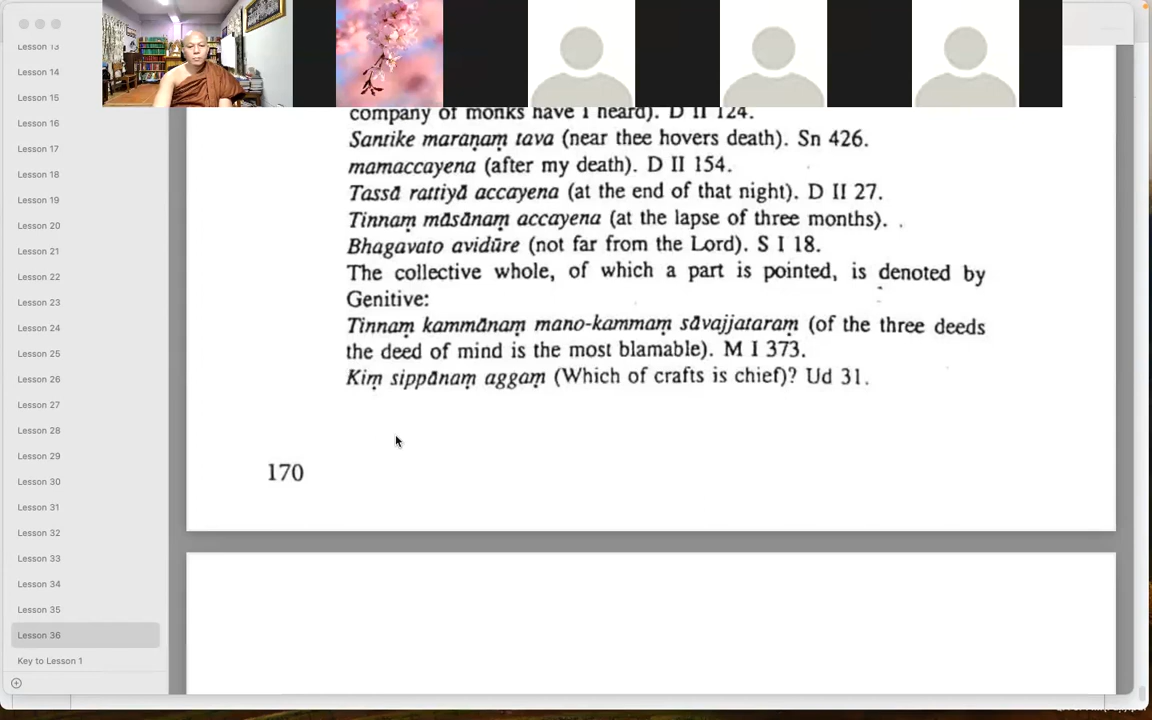 Lesson 13
Lesson 14
Lesson 15
Lesson 16
Lesson 17
Lesson 18
Lesson 19
Lesson 20
Lesson 21
Lesson 22
Lesson 23
Lesson 24
Lesson 25
Lesson 26
Lesson 27
Lesson 28
Lesson 29
Lesson 30
Lesson 31
Lesson 32
Lesson 33
Lesson 34
Lesson 35
Lesson 36
Key to Lesson 1
company of monks have I heard). D II 124.
Santike maraṇaṃ tava (near thee hovers death). Sn 426.
mamaccayena (after my death). D II 154.
Tassā rattiyā accayena (at the end of that night). D II 27.
Tinnaṃ māsānaṃ accayena (at the lapse of three months).
Bhagavato avidūre (not far from the Lord). S I 18.
The collective whole, of which a part is pointed, is denoted by
Genitive:
Tinnaṃ kammānaṃ mano-kammaṃ sāvajjataraṃ (of the three deeds
the deed of mind is the most blamable). M I 373.
Kiṃ sippānaṃ aggaṃ (Which of crafts is chief)? Ud 31.
170